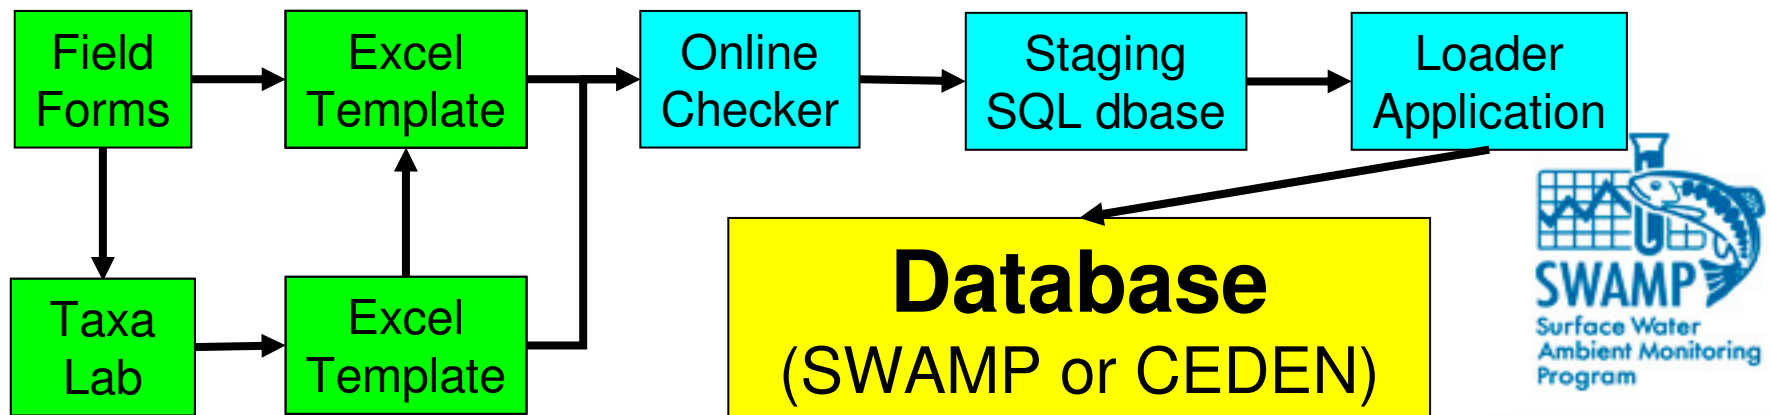 Field
Forms
Excel
Template
Online
Checker
Staging
SQL dbase
Loader
Application
Taxa
Lab
Excel
Template
Database
(SWAMP or CEDEN)
SWAMP
Surface Water
Ambient Monitoring
Program